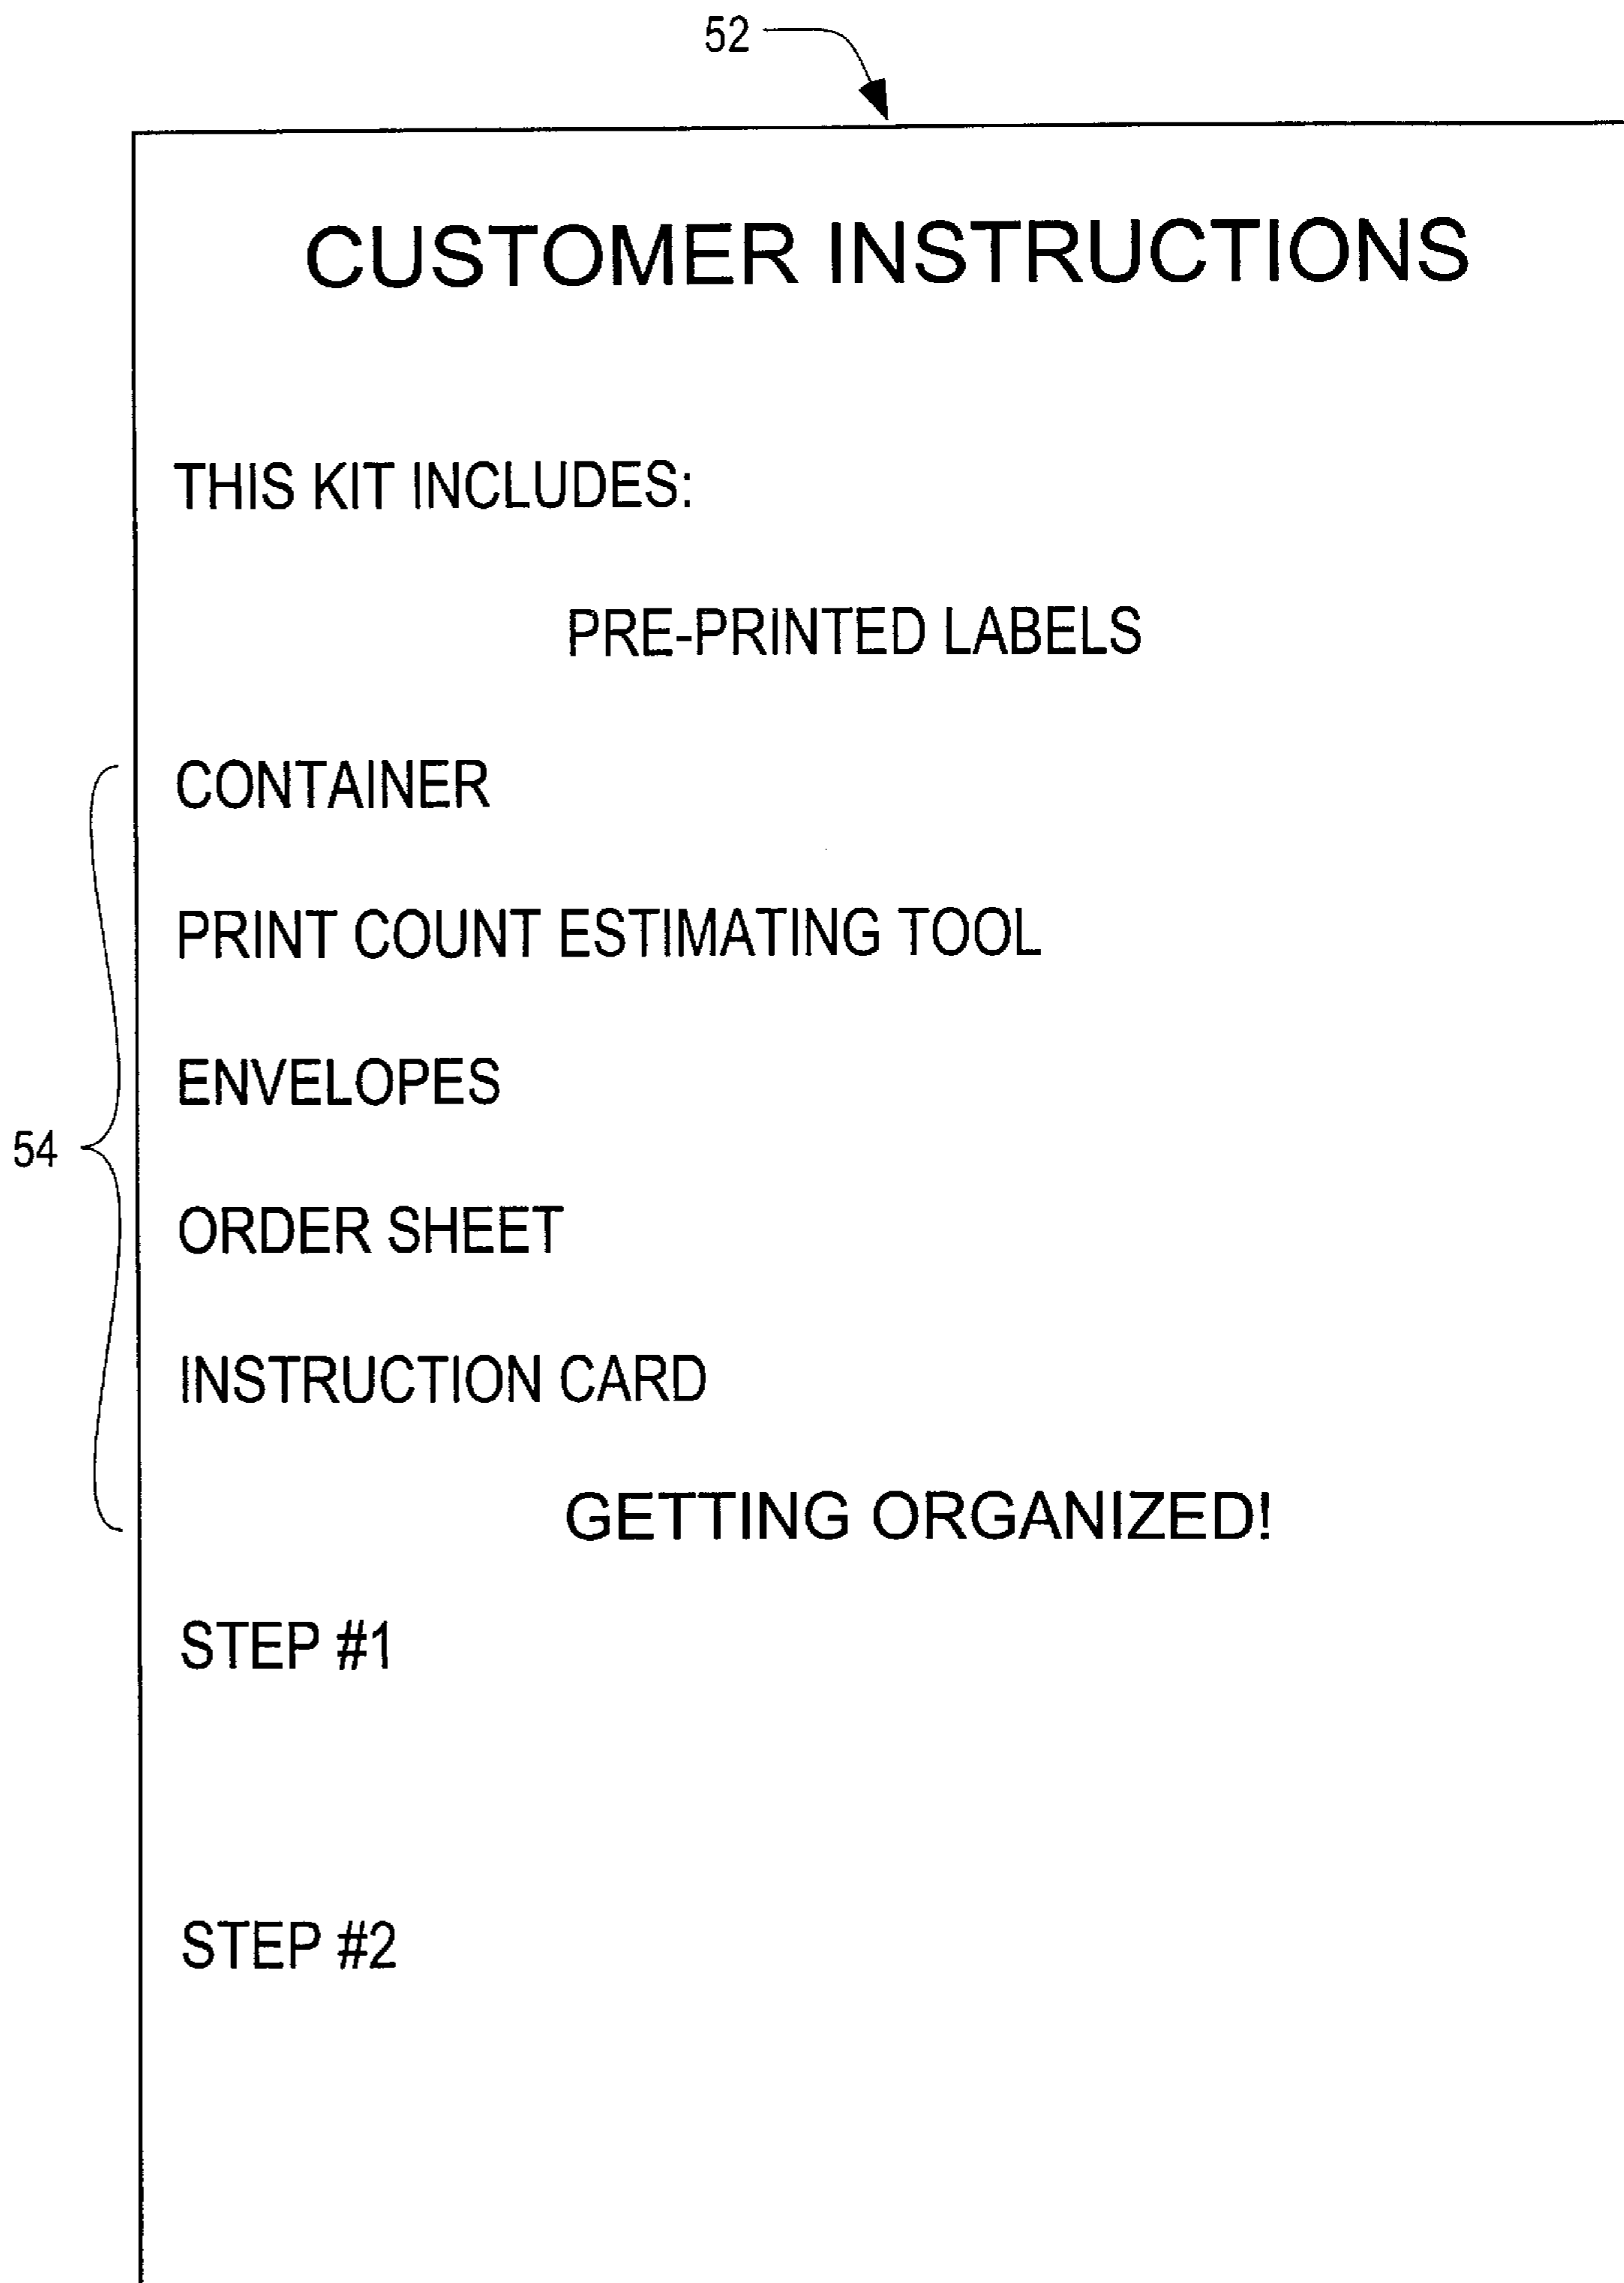 52
CUSTOMER INSTRUCTIONS
THIS KIT INCLUDES:
PRE-PRINTED LABELS
CONTAINER
PRINT COUNT ESTIMATING TOOL
ENVELOPES
54
ORDER SHEET
INSTRUCTION CARD
GETTING ORGANIZED!
STEP #1
STEP #2